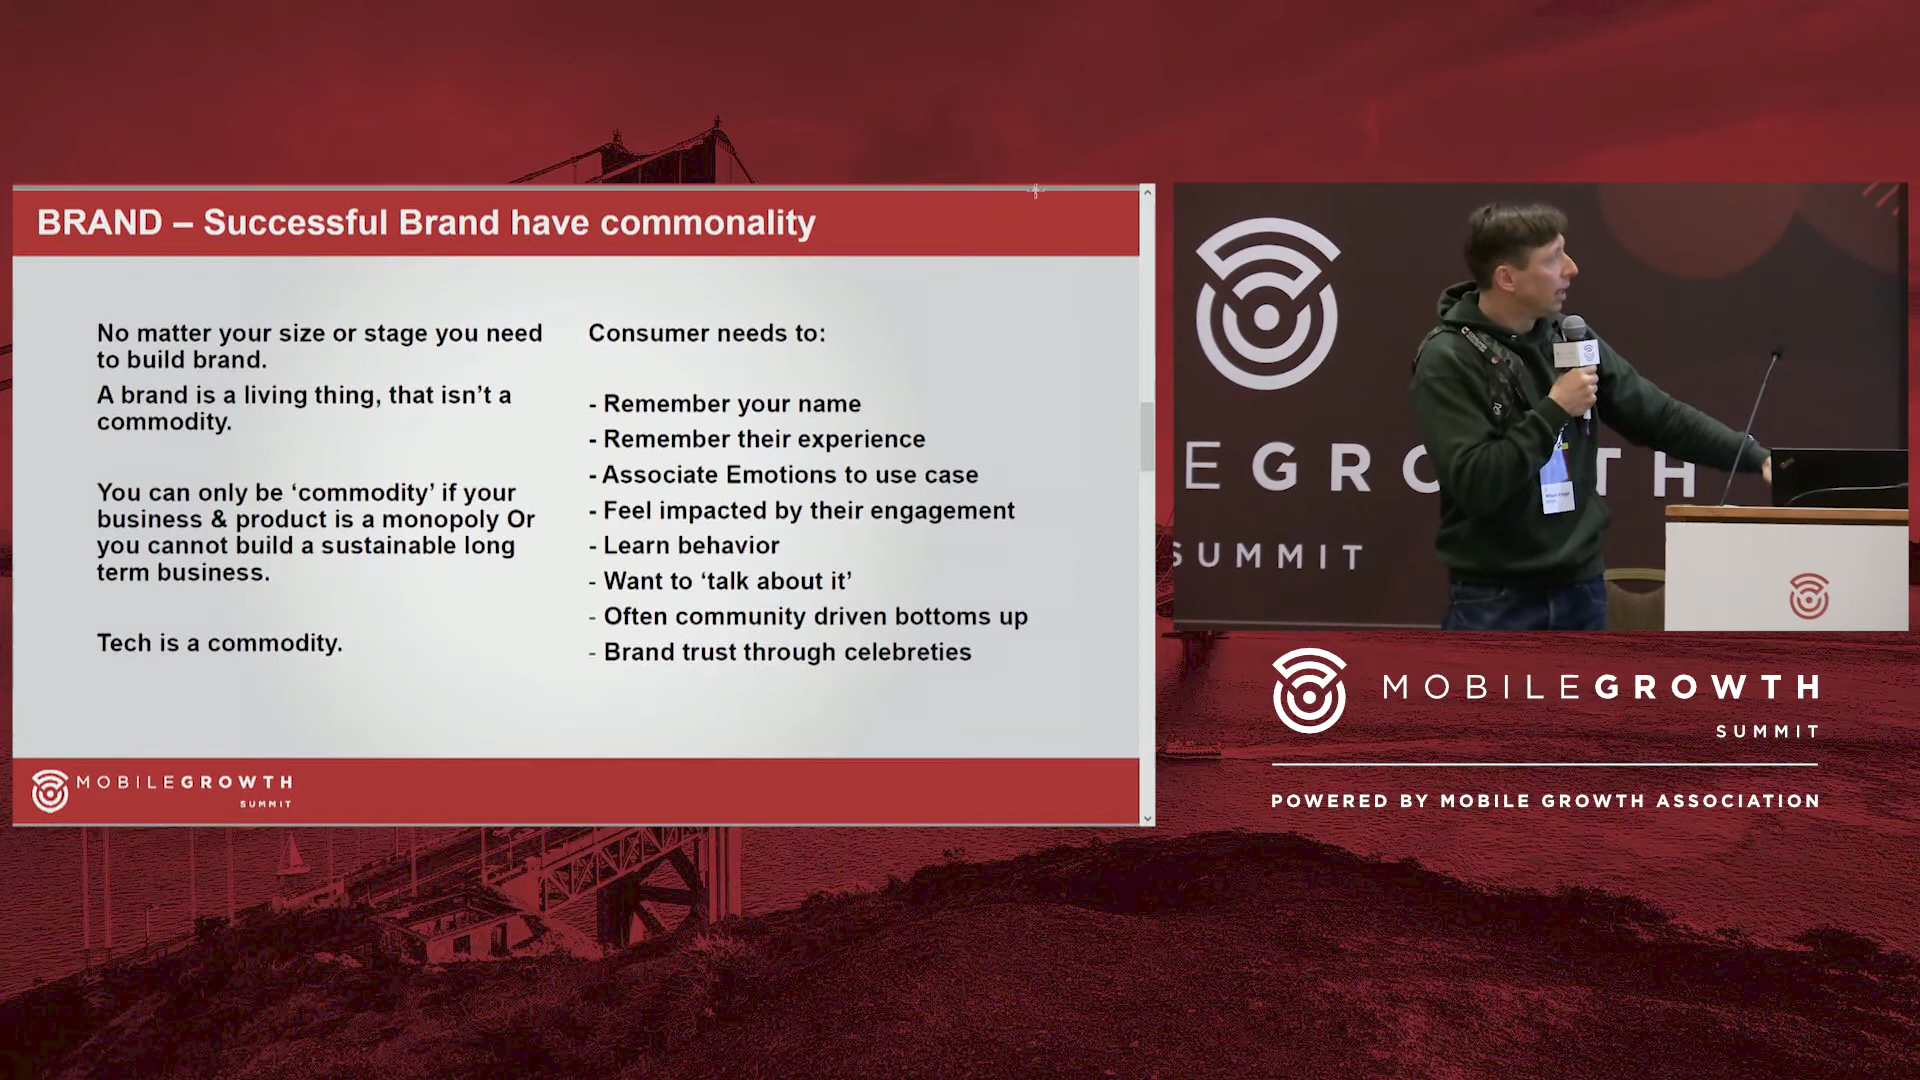 BRAND – Successful Brand have commonality
No matter your size or stage you need
to build brand.
A brand is a living thing, that isn’t a
commodity.
You can only be ‘commodity’ if your
business & product is a monopoly Or
you cannot build a sustainable long
term business.
Tech is a commodity.
Consumer needs to:
- Remember your name
- Remember their experience
- Associate Emotions to use case
- Feel impacted by their engagement
- Learn behavior
- Want to ‘talk about it’
- Often community driven bottoms up
- Brand trust through celebreties
MOBILEGROWTH
SUMMIT
SUMMIT
MOBILEGROWTH
SUMMIT
POWERED BY MOBILE GROWTH ASSOCIATION